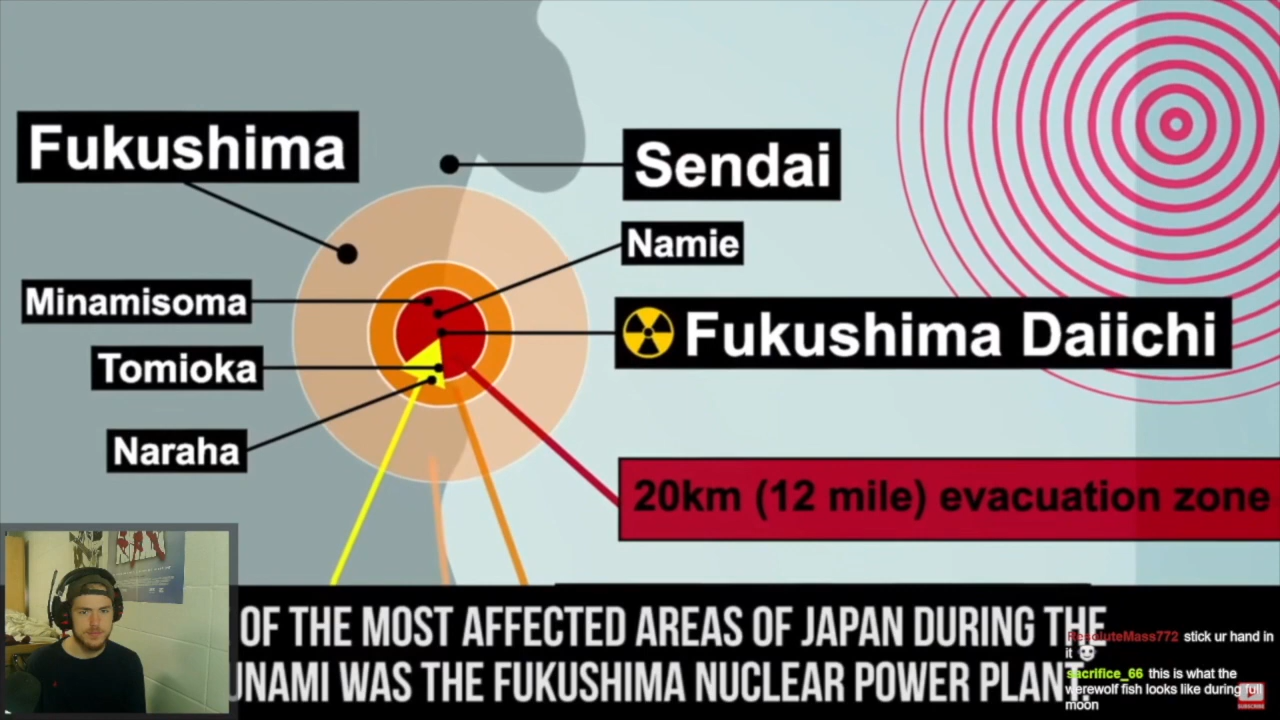 Fukushima
Sendai
Namie
Minamisoma
Fukushima Daiichi
Tomioka
Naraha
20km (12 mile) evacuation zone
OF THE MOST AFFECTED AREAS OF JAPAN DURING THE
WAS THE FUKUSHIMA NUCLEAR POWER PLANT.
ResoluteMass772 stick ur hand in
it
sacrifice_66 this is what the
werewolf fish looks like during full
moon
SUBSCRIBE